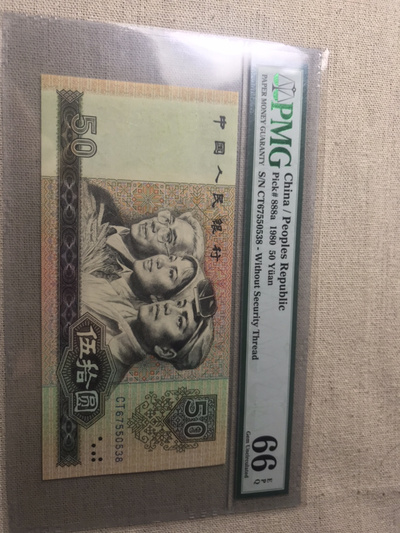 PMG
PAPER MONEY GUARANTY
China / Peoples Republic
Pick# 888a 1980 50 Yüan
S/N CT67550538 - Without Security Thread
66 EPQ
Gem Uncirculated
50
中国人民银行
伍拾圆
CT67550538
50